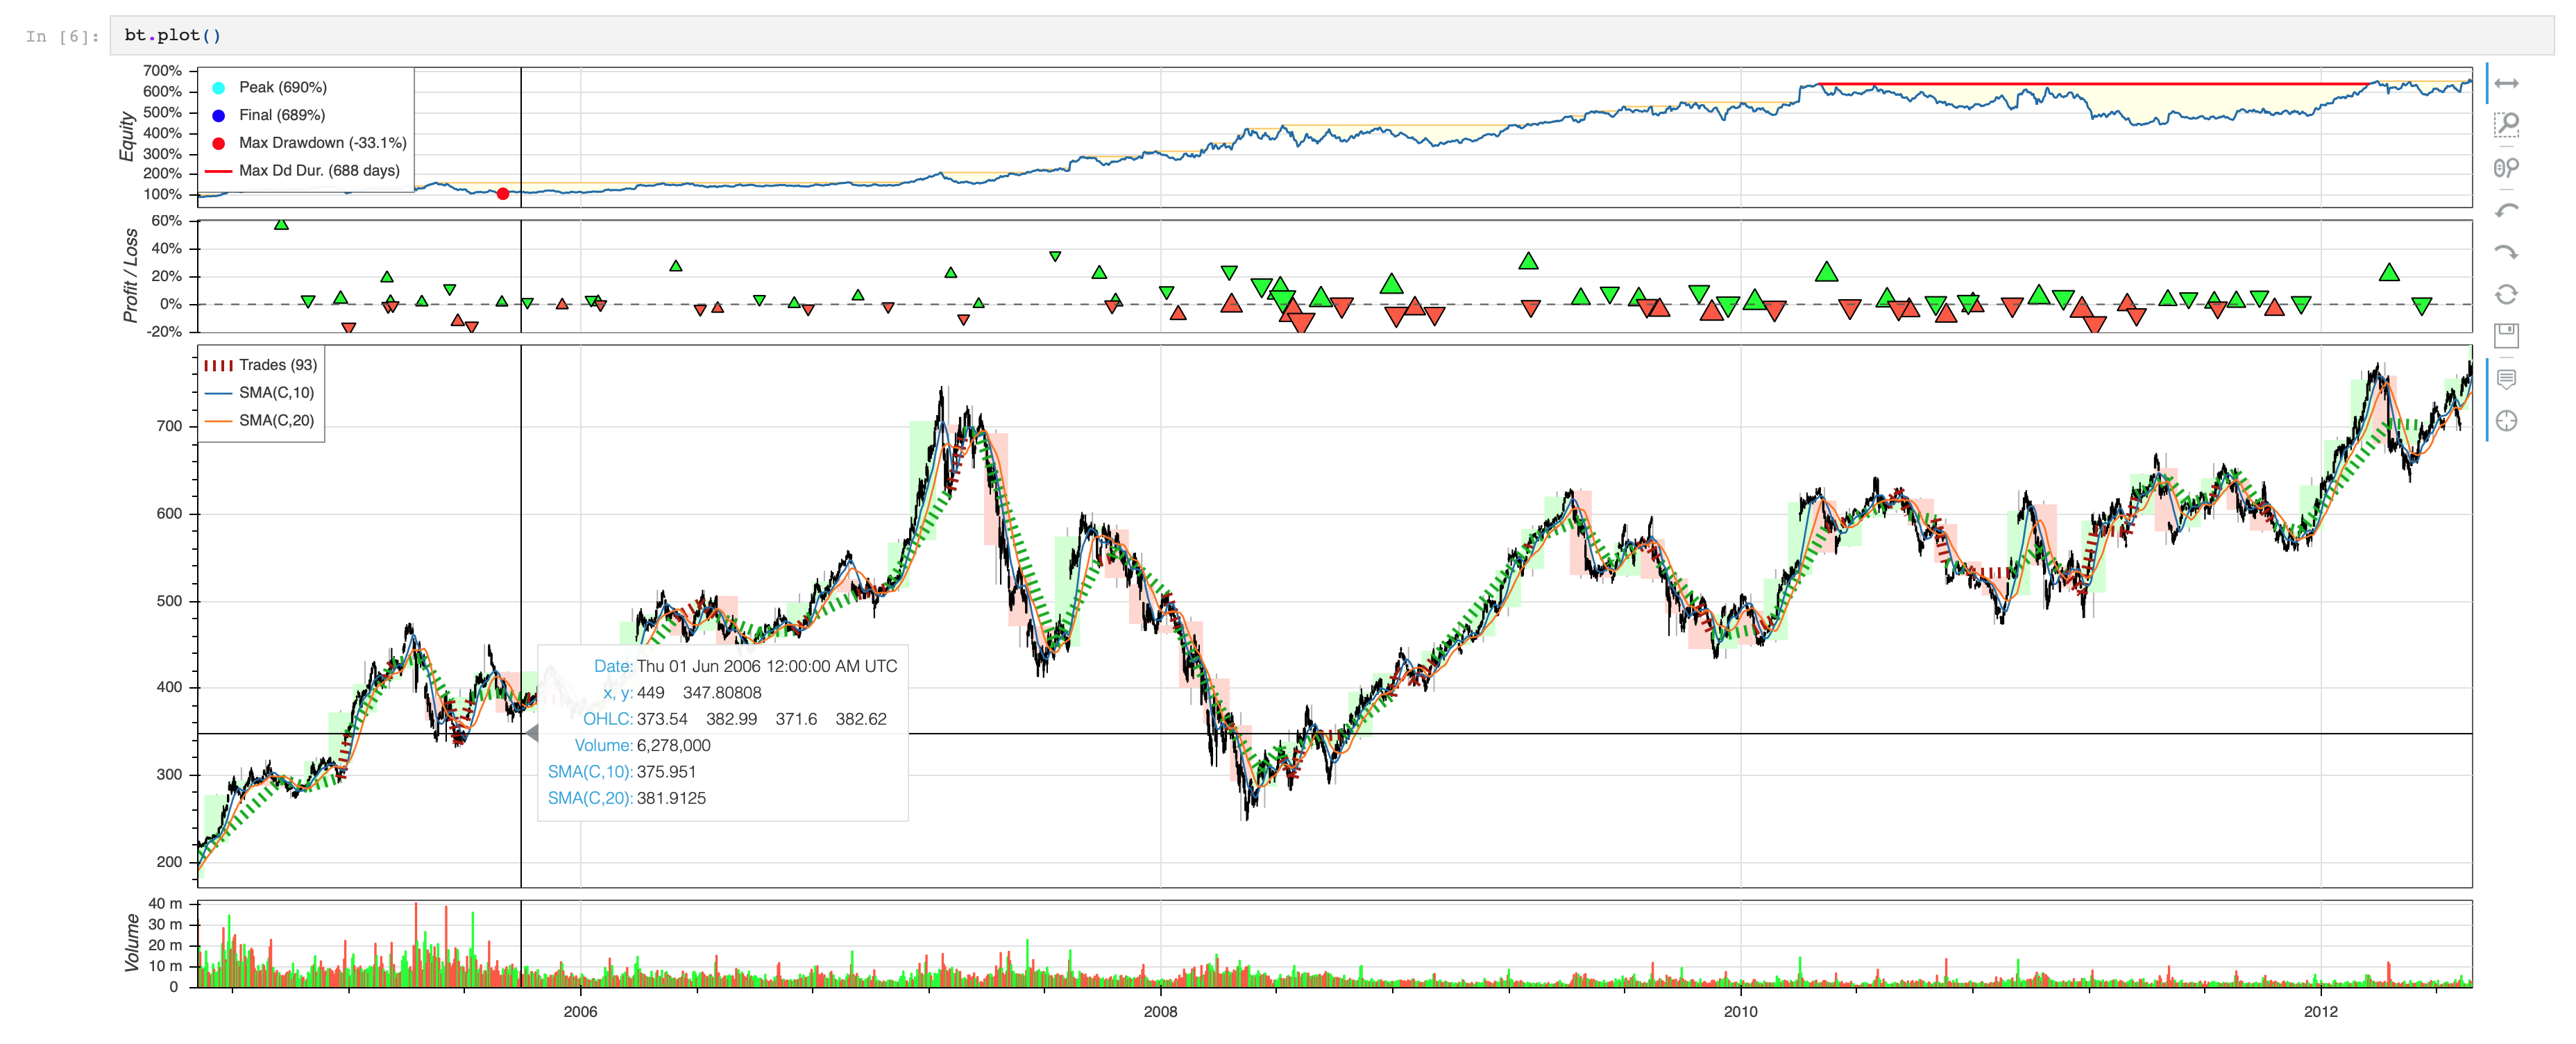 In [6]: bt.plot()
700%
600%
500%
400%
300%
200%
100%
Equity
Peak (690%)
Final (689%)
Max Drawdown (-33.1%)
Max Dd Dur. (688 days)
60%
40%
20%
0%
-20%
Profit / Loss
Trades (93)
SMA(C,10)
SMA(C,20)
700
600
500
400
300
200
Date: Thu 01 Jun 2006 12:00:00 AM UTC
x, y: 449 347.80808
OHLC: 373.54 382.99 371.6 382.62
Volume: 6,278,000
SMA(C,10): 375.951
SMA(C,20): 381.9125
40 m
30 m
20 m
10 m
0
Volume
2006 2008 2010 2012